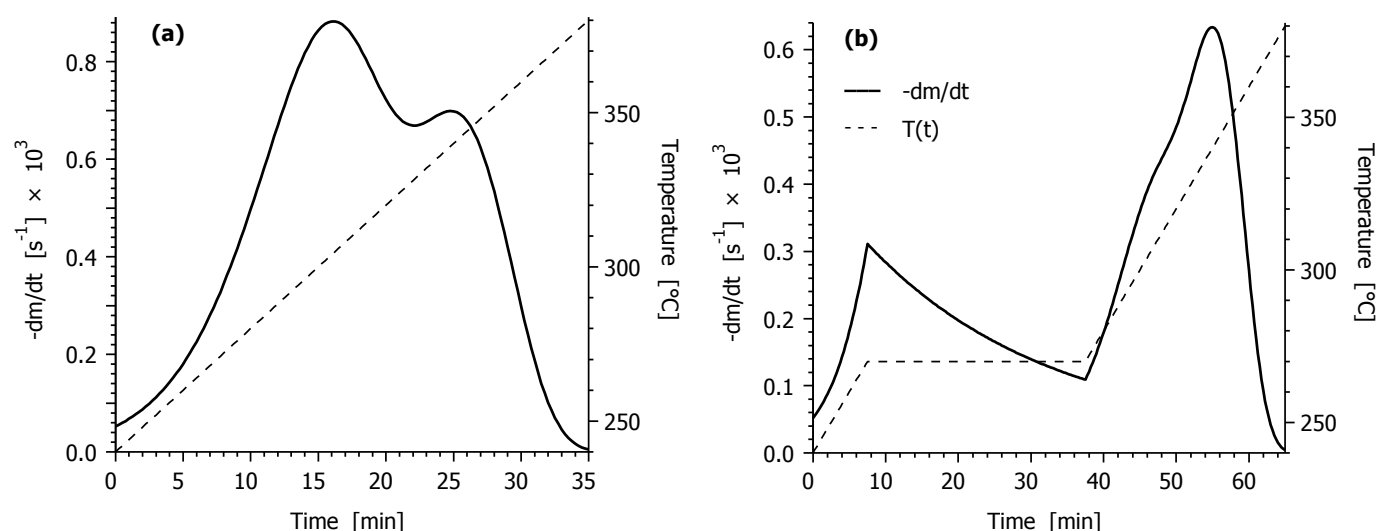 (a)
0.8
0.6
0.4
0.2
0.0
-dm/dt [s⁻¹] × 10³
350
300
250
Temperature [°C]
0 5 10 15 20 25 30 35
Time [min]
(b)
-dm/dt
T(t)
0.6
0.5
0.4
0.3
0.2
0.1
0.0
-dm/dt [s⁻¹] × 10³
350
300
250
Temperature [°C]
0 10 20 30 40 50 60
Time [min]